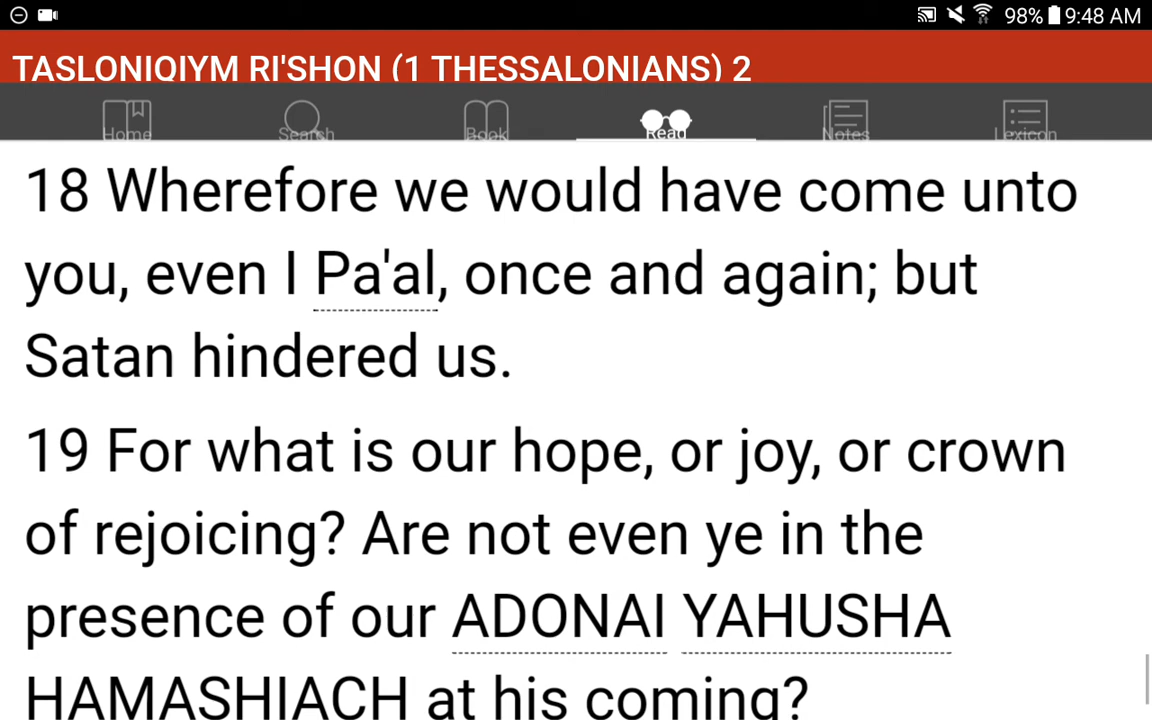 98% 9:48 AM
TASLONIQIYM RI'SHON (1 THESSALONIANS) 2
Home Search Book Read Notes Lexicon
18 Wherefore we would have come unto
you, even I Pa'al, once and again; but
Satan hindered us.
19 For what is our hope, or joy, or crown
of rejoicing? Are not even ye in the
presence of our ADONAI YAHUSHA
HAMASHIACH at his coming?